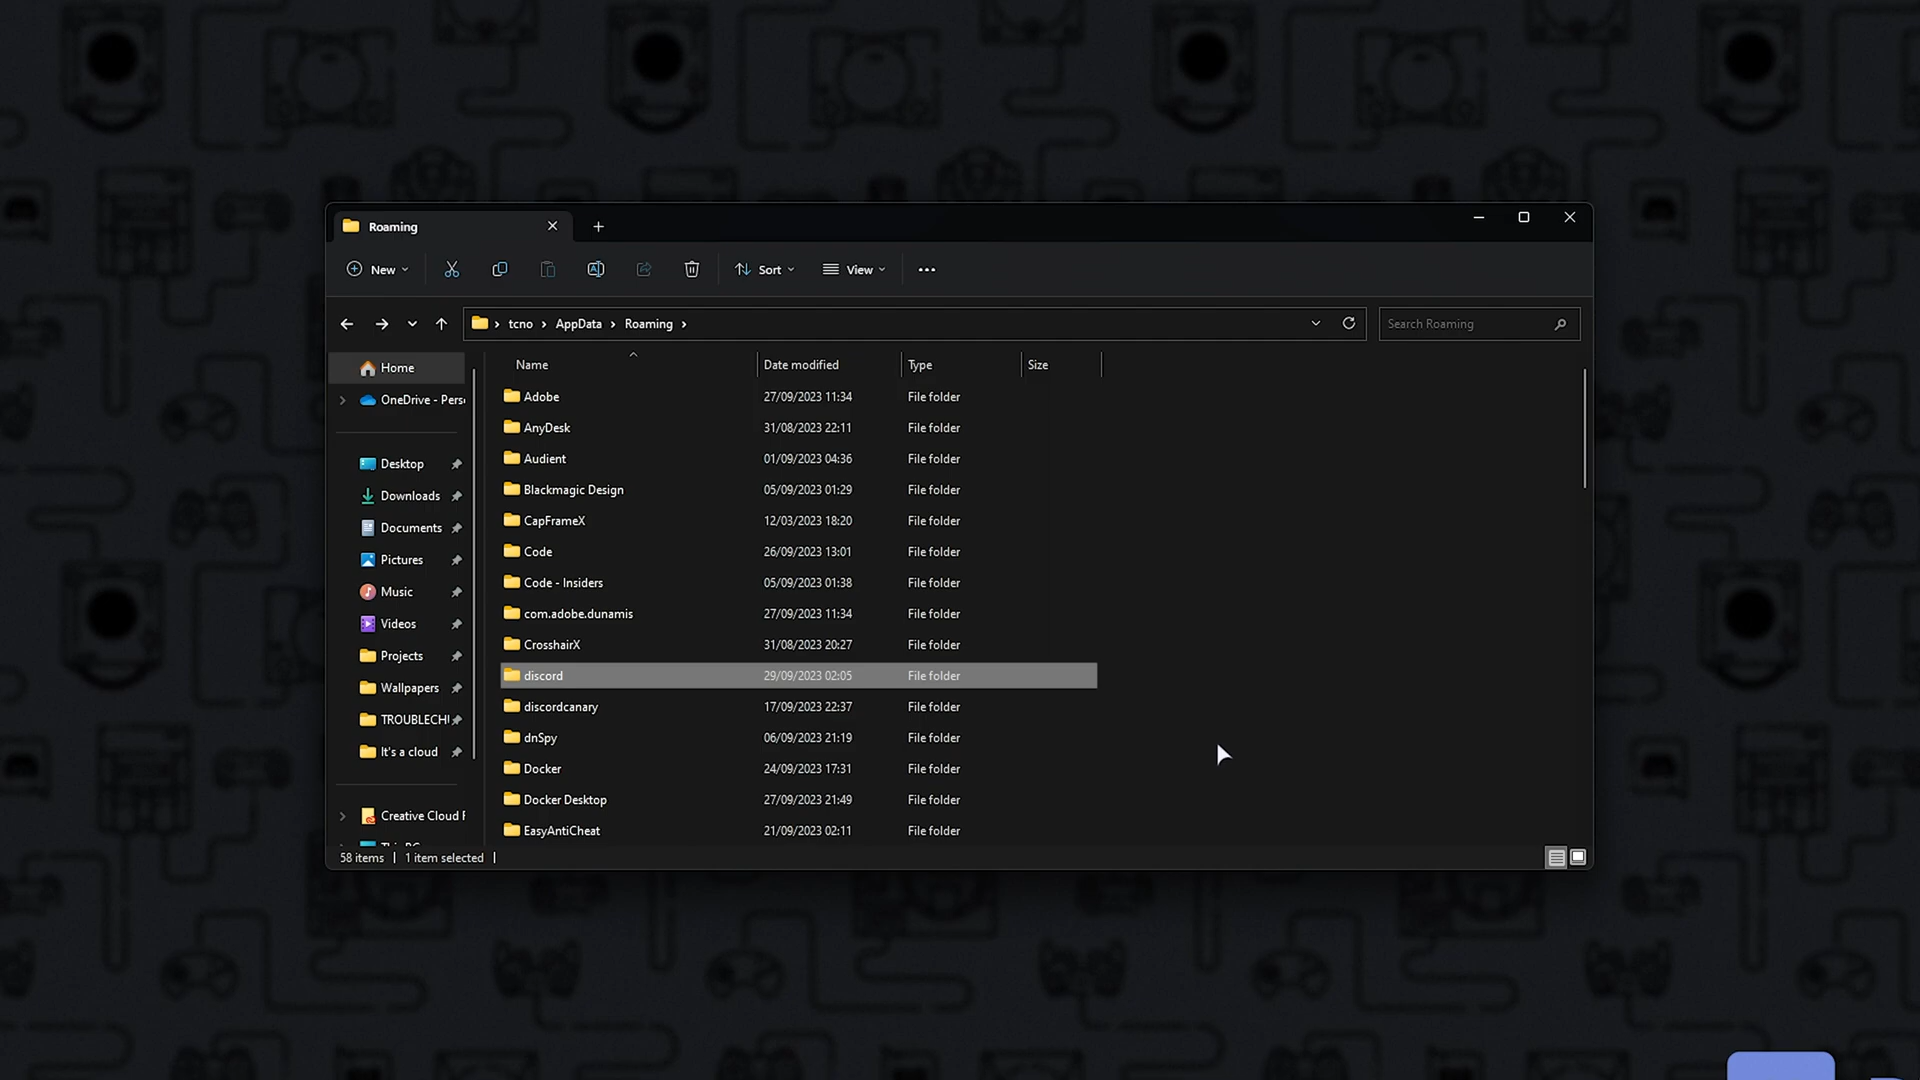 Roaming
New
Sort
View
tcno
AppData
Roaming
Search Roaming
Home
OneDrive - Pers
Desktop
Downloads
Documents
Pictures
Music
Videos
Projects
Wallpapers
TROUBLECH
It's a cloud
Creative Cloud F
Name Date modified Type Size
Adobe 27/09/2023 11:34 File folder
AnyDesk 31/08/2023 22:11 File folder
Audient 01/09/2023 04:36 File folder
Blackmagic Design 05/09/2023 01:29 File folder
CapFrameX 12/03/2023 18:20 File folder
Code 26/09/2023 13:01 File folder
Code - Insiders 05/09/2023 01:38 File folder
com.adobe.dunamis 27/09/2023 11:34 File folder
CrosshairX 31/08/2023 20:27 File folder
discord 29/09/2023 02:05 File folder
discordcanary 17/09/2023 22:37 File folder
dnSpy 06/09/2023 21:19 File folder
Docker 24/09/2023 17:31 File folder
Docker Desktop 27/09/2023 21:49 File folder
EasyAntiCheat 21/09/2023 02:11 File folder
58 items | 1 item selected |